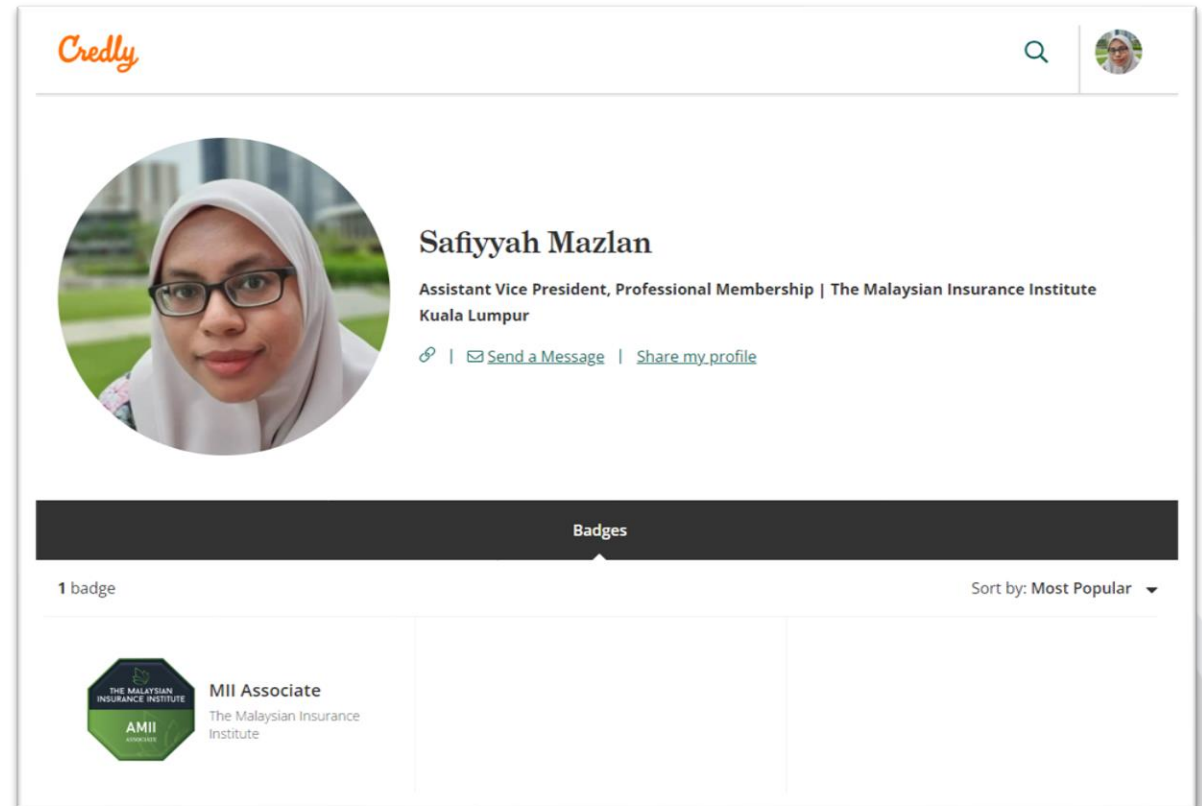 Credly
Safiyyah Mazlan
Assistant Vice President, Professional Membership | The Malaysian Insurance Institute
Kuala Lumpur
| Send a Message | Share my profile
Badges
1 badge
Sort by: Most Popular
THE MALAYSIAN
INSURANCE INSTITUTE
AMII
ASSOCIATE
MII Associate
The Malaysian Insurance
Institute